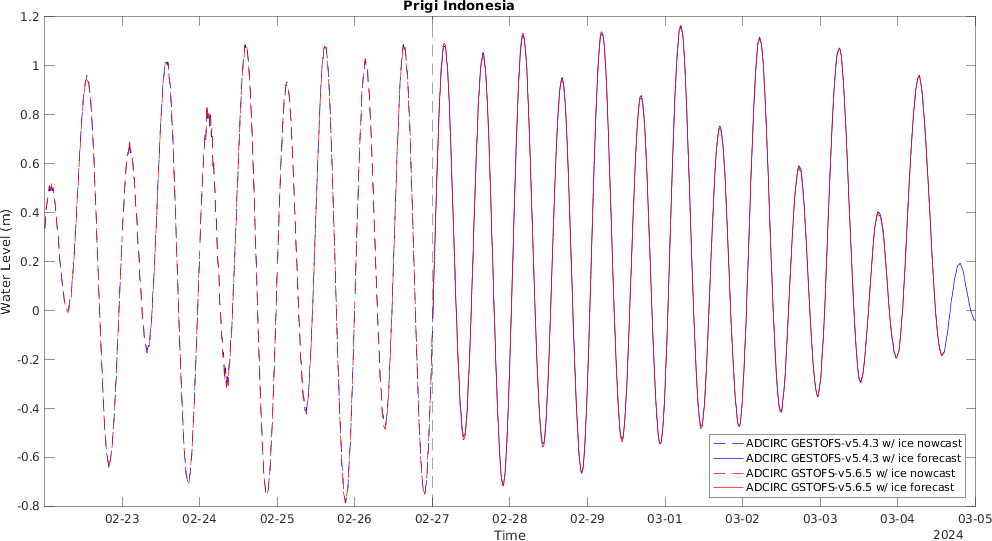 Prigi Indonesia
1.2
1
0.8
0.6
0.4
0.2
0
-0.2
-0.4
-0.6
-0.8
Water Level (m)
ADCIRC GESTOFS-v5.4.3 w/ ice nowcast
ADCIRC GESTOFS-v5.4.3 w/ ice forecast
ADCIRC GSTOFS-v5.6.5 w/ ice nowcast
ADCIRC GSTOFS-v5.6.5 w/ ice forecast
02-23 02-24 02-25 02-26 02-27 02-28 02-29 03-01 03-02 03-03 03-04 03-05
Time
2024